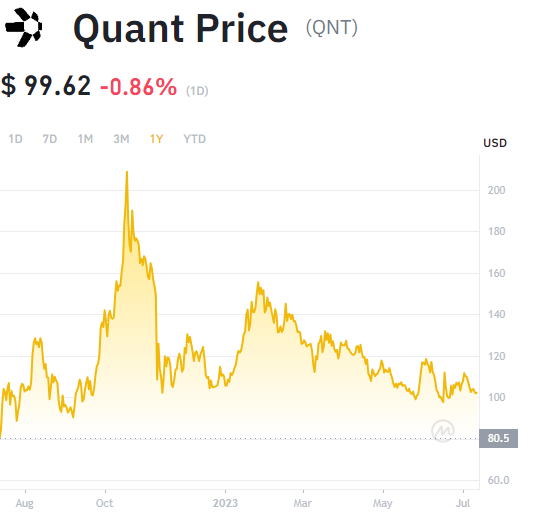 Quant Price (QNT)
$ 99.62 -0.86% (1D)
1D 7D 1M 3M 1Y YTD
USD
200
180
160
140
120
100
80.5
60.0
Aug Oct 2023 Mar May Jul